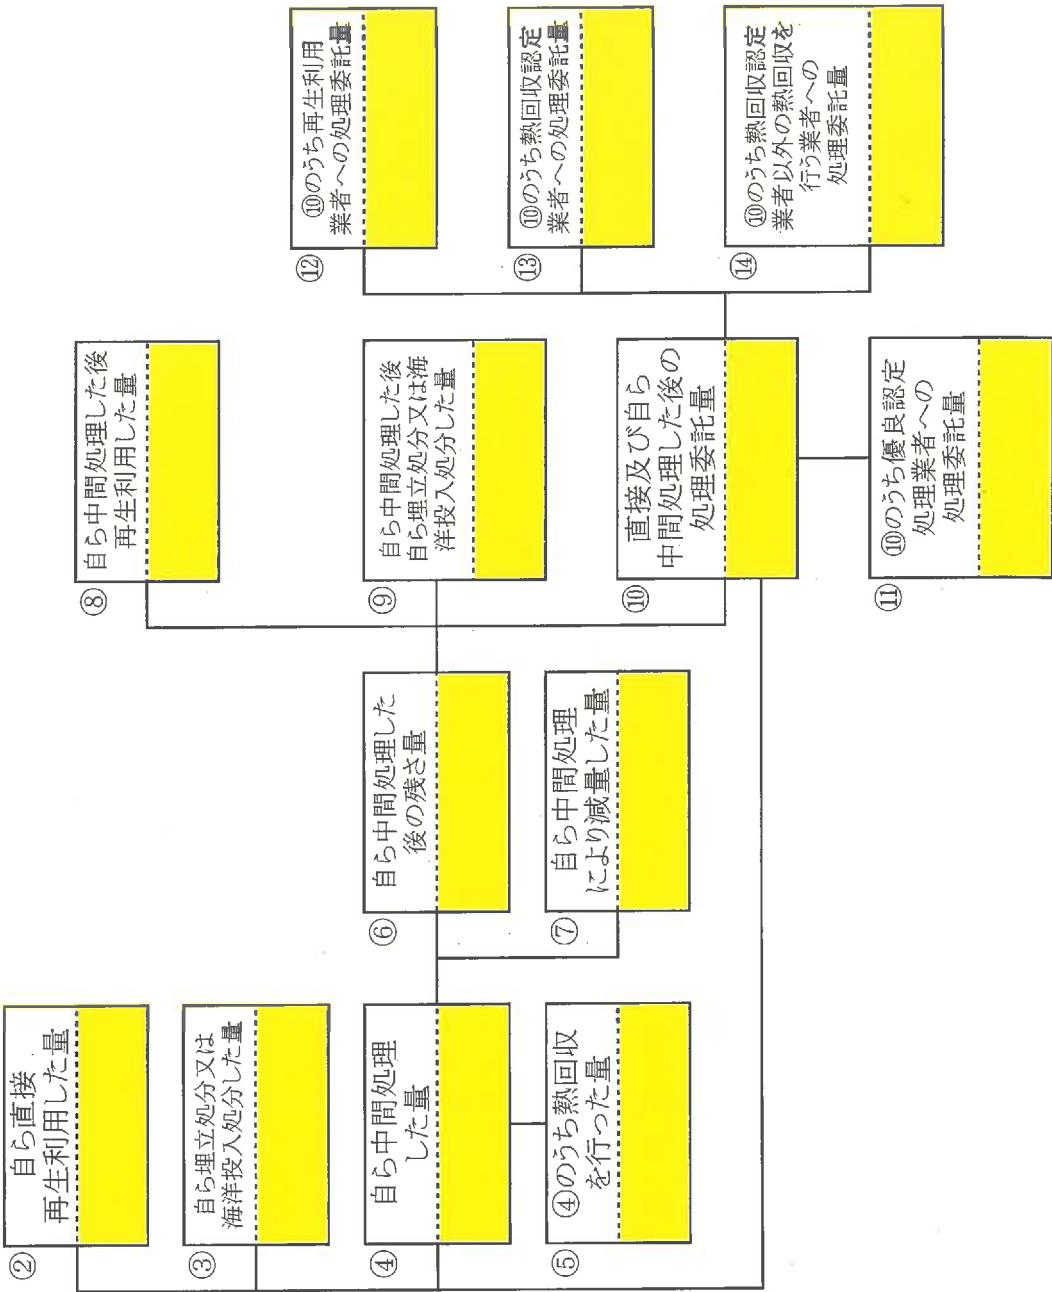 ②
自ら直接
再生利用した量
③
自ら埋立処分又は
海洋投入処分した量
④
自ら中間処理
した量
⑤
④のうち熱回収
を行った量
⑥
自ら中間処理した
後の残さ量
⑦
自ら中間処理
により減量した量
⑧
自ら中間処理した後
再生利用した量
⑨
自ら中間処理した後
自ら埋立処分又は海
洋投入処分した量
⑩
直接及び自ら
中間処理した後の
処理委託量
⑪
⑩のうち優良認定
処理業者への
処理委託量
⑫
⑩のうち再生利用
業者への処理委託量
⑬
⑩のうち熱回収認定
業者への処理委託量
⑭
⑩のうち熱回収認定
業者以外の熱回収を
行う業者への
処理委託量